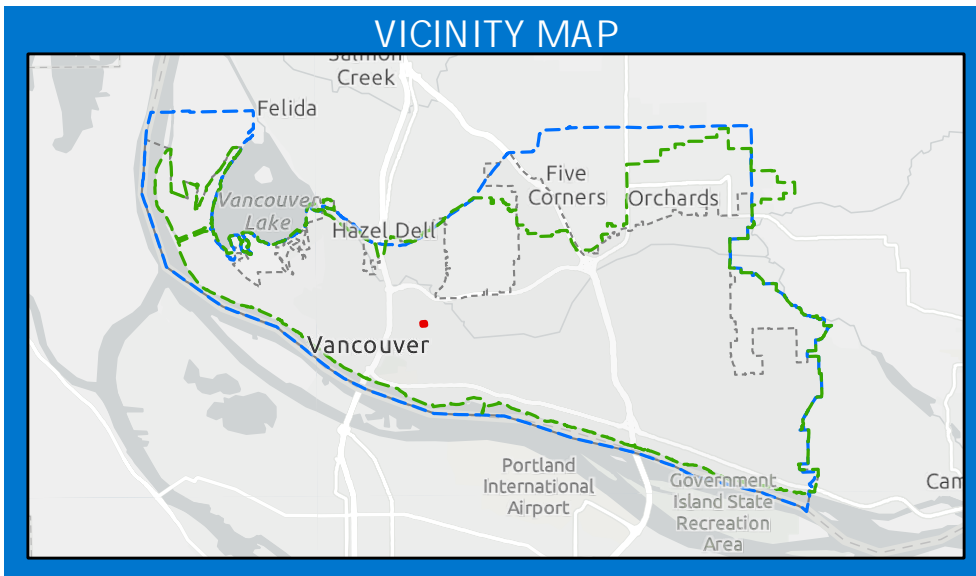 VICINITY MAP
Salmon
Creek
Felida
Five
Corners
Orchards
Vancouver
Lake
Hazel Dell
Vancouver
Portland
International
Airport
Government
Island State
Recreation
Area
Cam